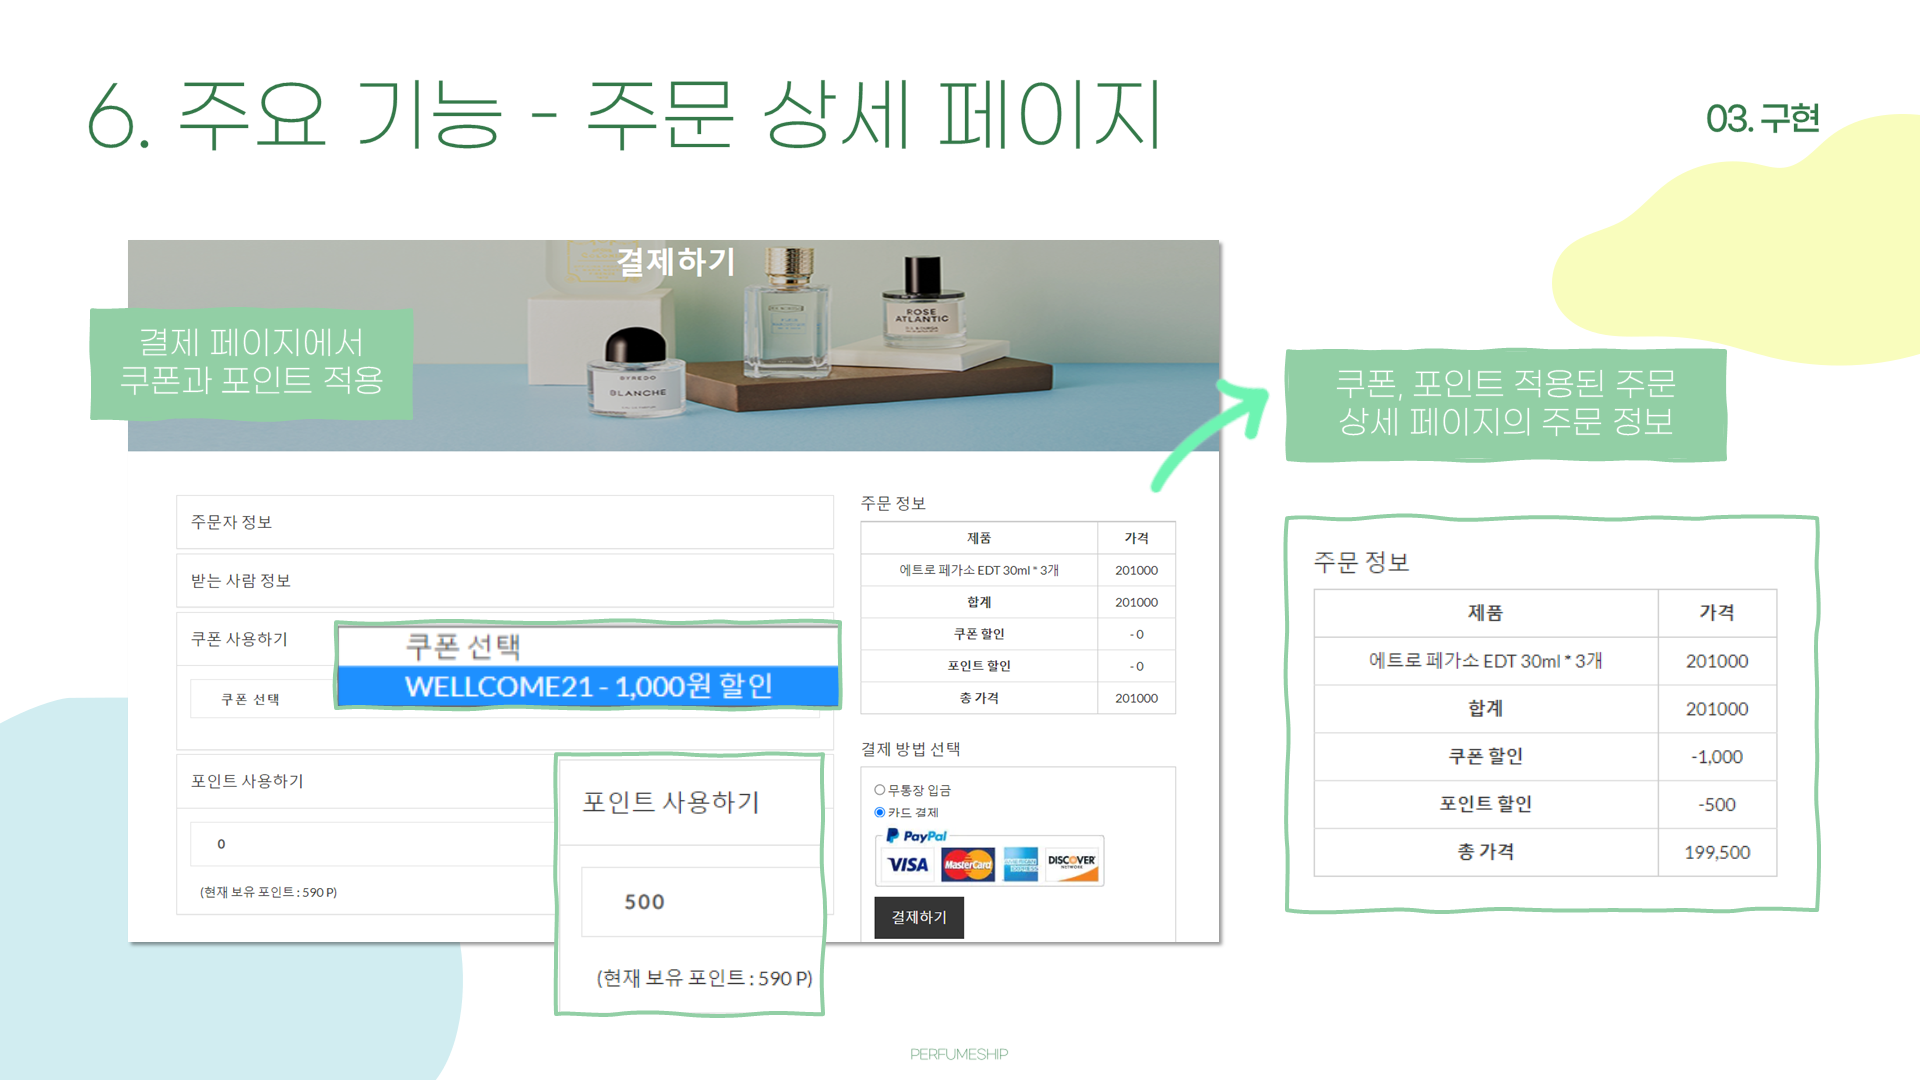 6. 주요 기능 - 주문 상세 페이지
03. 구현
결제하기
결제 페이지에서
쿠폰과 포인트 적용
ROSE
ATLANTIC
BYREDO
BLANCHE
쿠폰, 포인트 적용된 주문
상세 페이지의 주문 정보
주문자 정보
받는 사람 정보
쿠폰 사용하기
쿠폰 선택
쿠폰 선택
WELLCOME21 - 1,000원 할인
포인트 사용하기
0
(현재 보유 포인트 : 590 P)
포인트 사용하기
500
(현재 보유 포인트 : 590 P)
주문 정보
제품 가격
에트로 페가소 EDT 30ml * 3개 201000
합계 201000
쿠폰 할인 - 0
포인트 할인 - 0
총 가격 201000
결제 방법 선택
무통장 입금
카드 결제
PayPal
VISA MasterCard AMERICAN EXPRESS DISCOVER NETWORK
결제하기
주문 정보
제품 가격
에트로 페가소 EDT 30ml * 3개 201000
합계 201000
쿠폰 할인 -1,000
포인트 할인 -500
총 가격 199,500
PERFUMESHIP